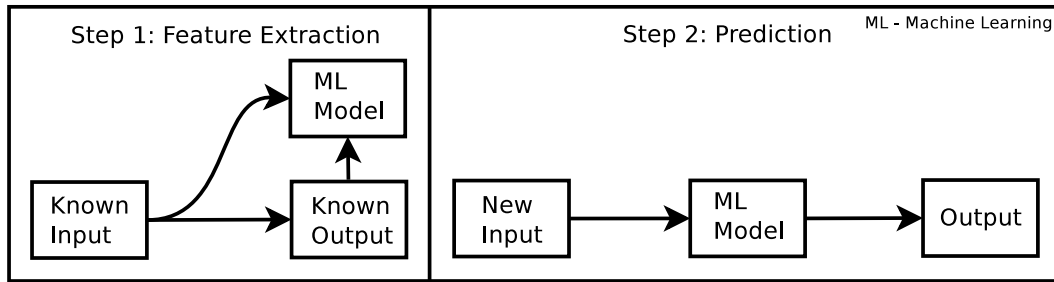 Step 1: Feature Extraction
ML
Model
Known
Input
Known
Output
Step 2: Prediction
ML - Machine Learning
New
Input
ML
Model
Output